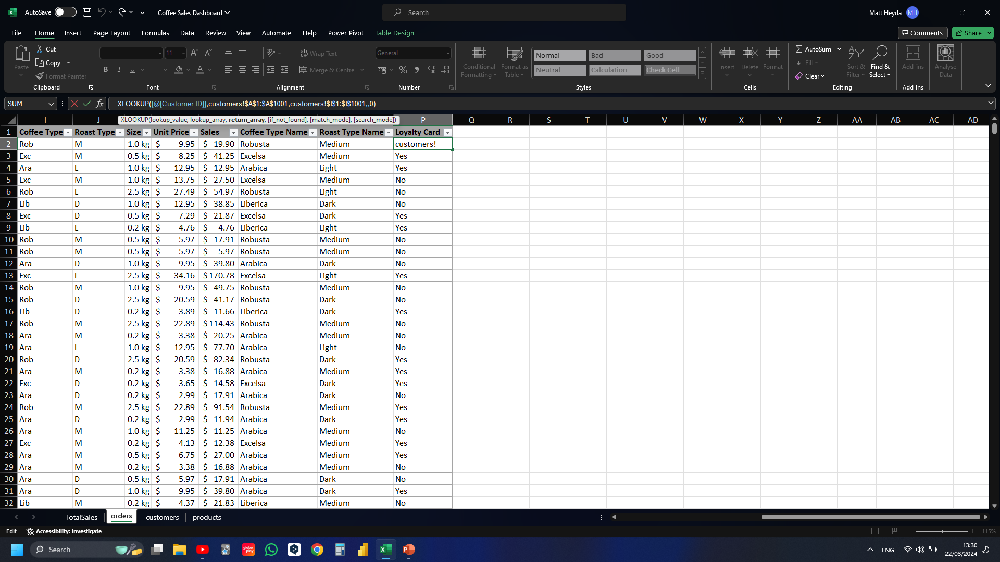 AutoSave Coffee Sales Dashboard Search Matt Heyda MH
File Home Insert Page Layout Formulas Data Review View Automate Help Power Pivot Table Design Comments Share
Paste Cut Copy Format Painter Clipboard
11 B I U Font
Wrap Text Merge & Centre Alignment
General % Number
Conditional Formatting Format as Table Normal Bad Good Neutral Calculation Check Cell Styles
Insert Delete Format Cells
AutoSum Fill Clear Sort & Filter Find & Select Editing
Add-ins Add-ins Analyse Data
SUM fx =XLOOKUP([@[Customer ID]],customers!$A$1:$A$1001,customers!$I$1:$I$1001,,0)
XLOOKUP(lookup_value, lookup_array, return_array, [if_not_found], [match_mode], [search_mode])
I J P Q R S T U V W X Y Z AA AB AC AD
1 Coffee Type Roast Type Size Unit Price Sales Coffee Type Name Roast Type Name Loyalty Card
2 Rob M 1.0 kg $ 9.95 $ 19.90 Robusta Medium customers!
3 Exc M 0.5 kg $ 8.25 $ 41.25 Excelsa Medium Yes
4 Ara L 1.0 kg $ 12.95 $ 12.95 Arabica Light Yes
5 Exc M 1.0 kg $ 13.75 $ 27.50 Excelsa Medium No
6 Rob L 2.5 kg $ 27.49 $ 54.97 Robusta Light No
7 Lib D 1.0 kg $ 12.95 $ 38.85 Liberica Dark No
8 Exc D 0.5 kg $ 7.29 $ 21.87 Excelsa Dark Yes
9 Lib L 0.2 kg $ 4.76 $ 4.76 Liberica Light Yes
10 Rob M 0.5 kg $ 5.97 $ 17.91 Robusta Medium No
11 Rob M 0.5 kg $ 5.97 $ 5.97 Robusta Medium No
12 Ara D 1.0 kg $ 9.95 $ 39.80 Arabica Dark No
13 Exc L 2.5 kg $ 34.16 $ 170.78 Excelsa Light Yes
14 Rob M 1.0 kg $ 9.95 $ 49.75 Robusta Medium No
15 Rob D 2.5 kg $ 20.59 $ 41.17 Robusta Dark No
16 Lib D 0.2 kg $ 3.89 $ 11.66 Liberica Dark Yes
17 Rob M 2.5 kg $ 22.89 $ 114.43 Robusta Medium No
18 Ara M 0.2 kg $ 3.38 $ 20.25 Arabica Medium No
19 Ara L 1.0 kg $ 12.95 $ 77.70 Arabica Light No
20 Rob D 2.5 kg $ 20.59 $ 82.34 Robusta Dark Yes
21 Ara M 0.2 kg $ 3.38 $ 16.88 Arabica Medium Yes
22 Exc D 0.2 kg $ 3.65 $ 14.58 Excelsa Dark Yes
23 Ara D 0.2 kg $ 2.99 $ 17.91 Arabica Dark No
24 Rob M 2.5 kg $ 22.89 $ 91.54 Robusta Medium Yes
25 Ara D 0.2 kg $ 2.99 $ 11.94 Arabica Dark Yes
26 Ara M 1.0 kg $ 11.25 $ 11.25 Arabica Medium No
27 Exc M 0.2 kg $ 4.13 $ 12.38 Excelsa Medium Yes
28 Ara M 0.5 kg $ 6.75 $ 27.00 Arabica Medium Yes
29 Ara M 0.2 kg $ 3.38 $ 16.88 Arabica Medium No
30 Ara D 0.5 kg $ 5.97 $ 17.91 Arabica Dark No
31 Ara D 1.0 kg $ 9.95 $ 39.80 Arabica Dark Yes
32 Lib M 0.2 kg $ 4.37 $ 21.83 Liberica Medium No
TotalSales orders customers products
Edit Accessibility: Investigate 115%
Search globo play ENG 13:30
22/03/2024